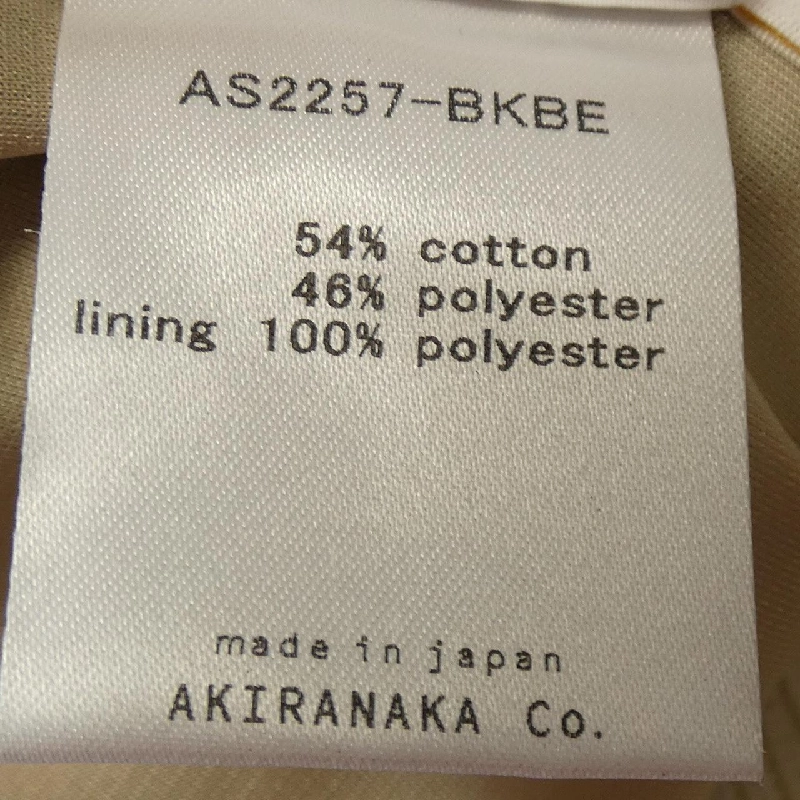 AS2257-BKBE
54% cotton
46% polyester
lining 100% polyester
made in japan
AKIRANAKA Co.